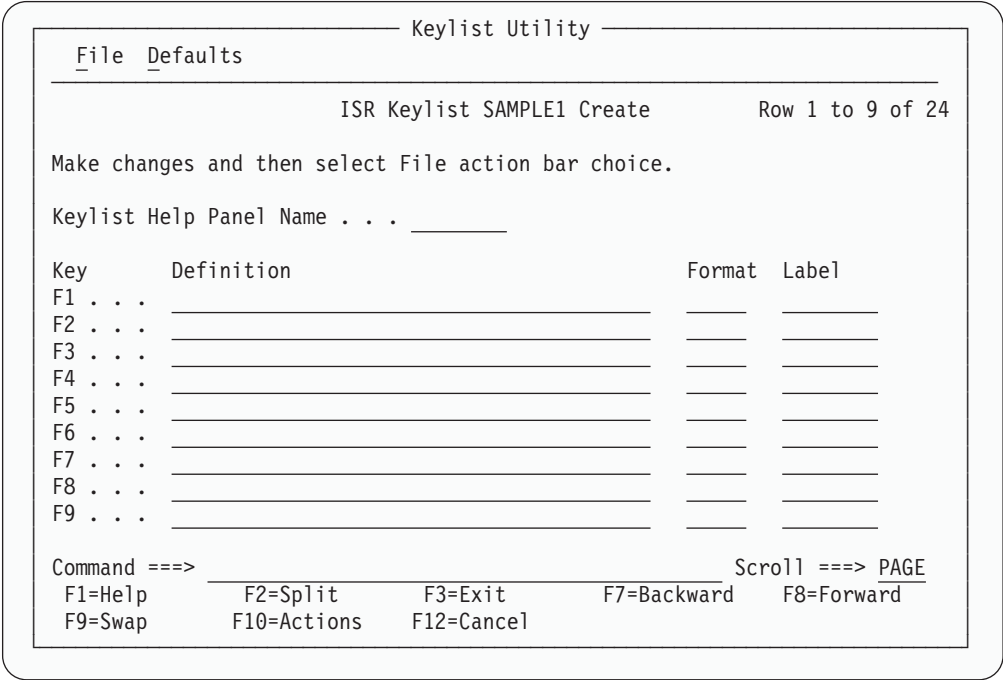 Keylist Utility
File Defaults
ISR Keylist SAMPLE1 Create Row 1 to 9 of 24
Make changes and then select File action bar choice.
Keylist Help Panel Name . . .
Key Definition Format Label
F1 . . .
F2 . . .
F3 . . .
F4 . . .
F5 . . .
F6 . . .
F7 . . .
F8 . . .
F9 . . .
Command ===> Scroll ===> PAGE
F1=Help F2=Split F3=Exit F7=Backward F8=Forward
F9=Swap F10=Actions F12=Cancel